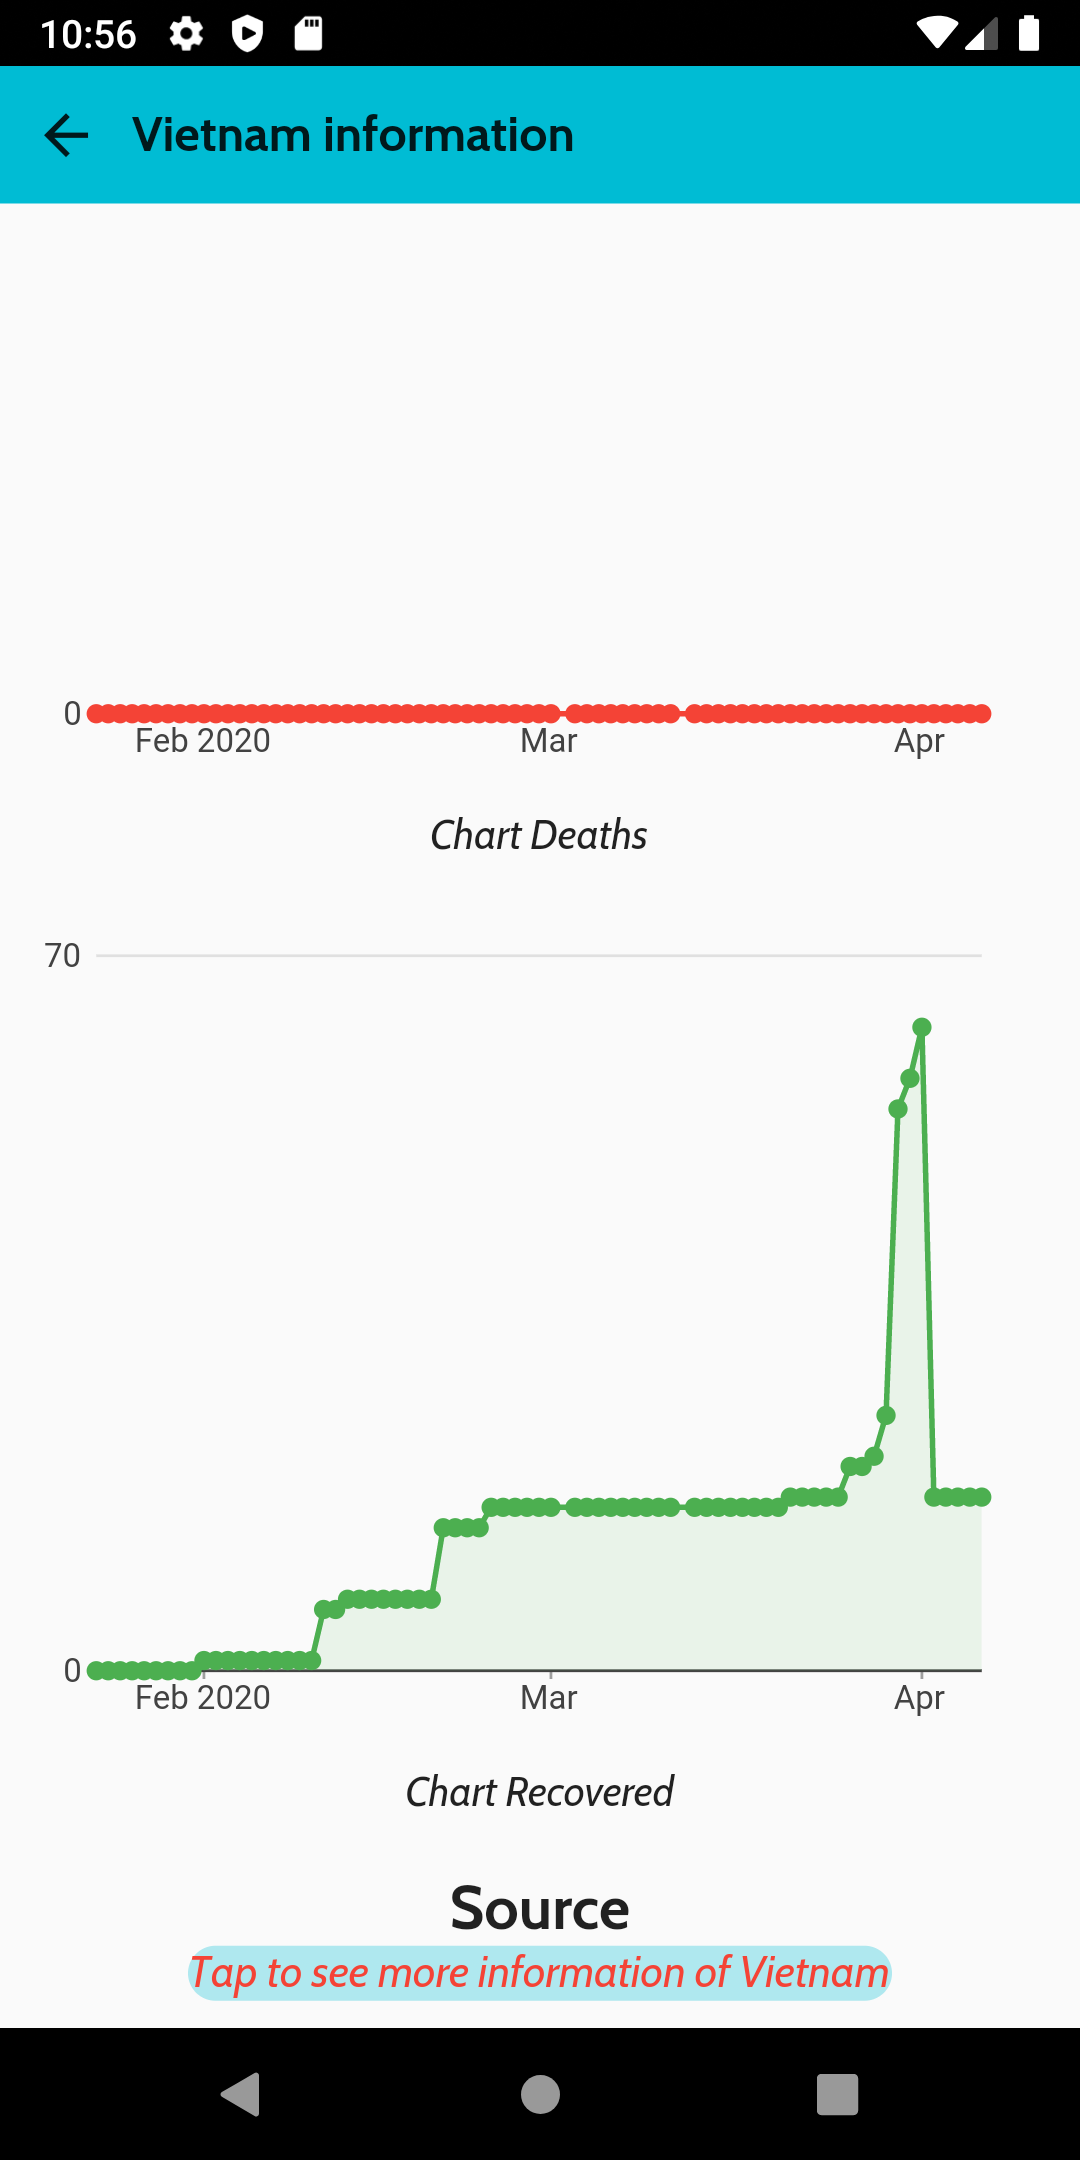 10:56
Vietnam information
0
Feb 2020 Mar Apr
Chart Deaths
70
0
Feb 2020 Mar Apr
Chart Recovered
Source
Tap to see more information of Vietnam